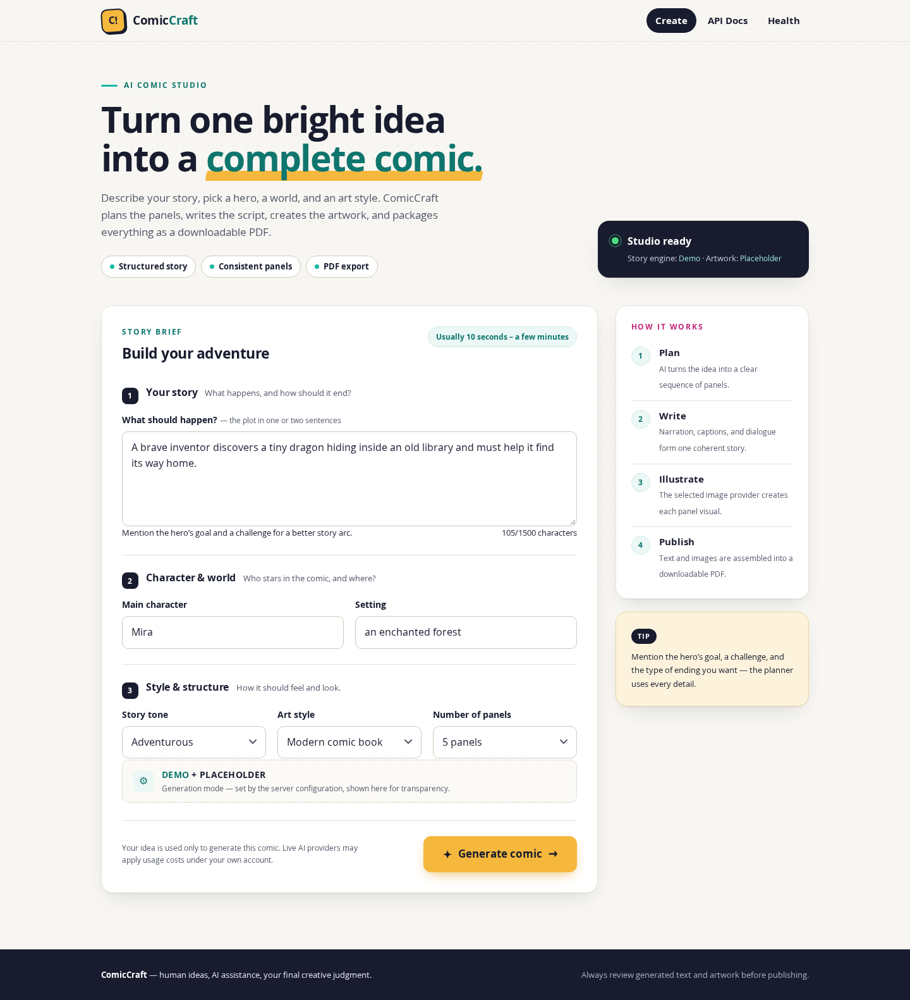 C! ComicCraft
Create API Docs Health
AI COMIC STUDIO
Turn one bright idea
into a complete comic.
Describe your story, pick a hero, a world, and an art style. ComicCraft
plans the panels, writes the script, creates the artwork, and packages
everything as a downloadable PDF.
Structured story Consistent panels PDF export
Studio ready
Story engine: Demo · Artwork: Placeholder
STORY BRIEF
Build your adventure
Usually 10 seconds – a few minutes
1 Your story What happens, and how should it end?
What should happen? — the plot in one or two sentences
A brave inventor discovers a tiny dragon hiding inside an old library and must help it find
its way home.
Mention the hero’s goal and a challenge for a better story arc. 105/1500 characters
2 Character & world Who stars in the comic, and where?
Main character Setting
Mira an enchanted forest
3 Style & structure How it should feel and look.
Story tone Art style Number of panels
Adventurous Modern comic book 5 panels
DEMO + PLACEHOLDER
Generation mode — set by the server configuration, shown here for transparency.
Your idea is used only to generate this comic. Live AI providers may
apply usage costs under your own account.
✦ Generate comic →
HOW IT WORKS
1 Plan
AI turns the idea into a clear
sequence of panels.
2 Write
Narration, captions, and dialogue
form one coherent story.
3 Illustrate
The selected image provider creates
each panel visual.
4 Publish
Text and images are assembled into a
downloadable PDF.
TIP
Mention the hero’s goal, a challenge, and
the type of ending you want — the planner
uses every detail.
ComicCraft — human ideas, AI assistance, your final creative judgment.
Always review generated text and artwork before publishing.